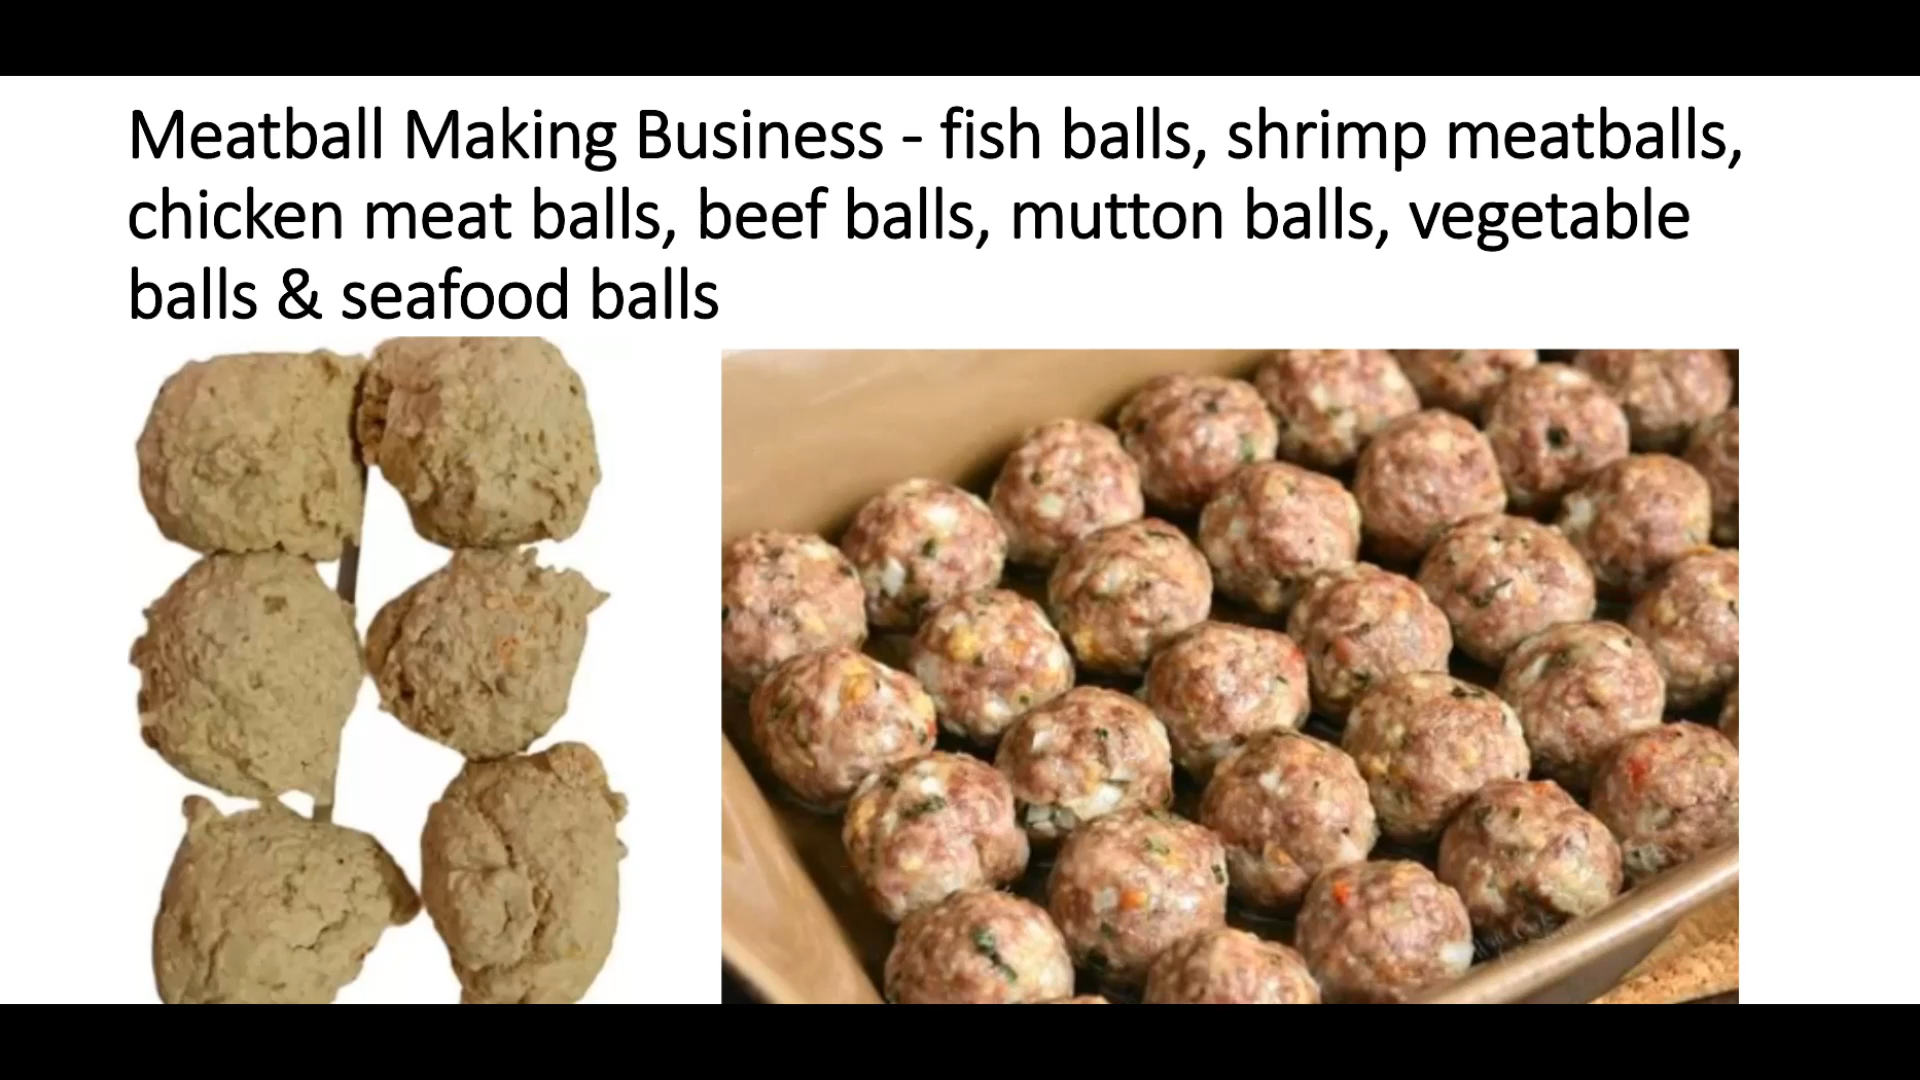 Meatball Making Business - fish balls, shrimp meatballs,
chicken meat balls, beef balls, mutton balls, vegetable
balls & seafood balls